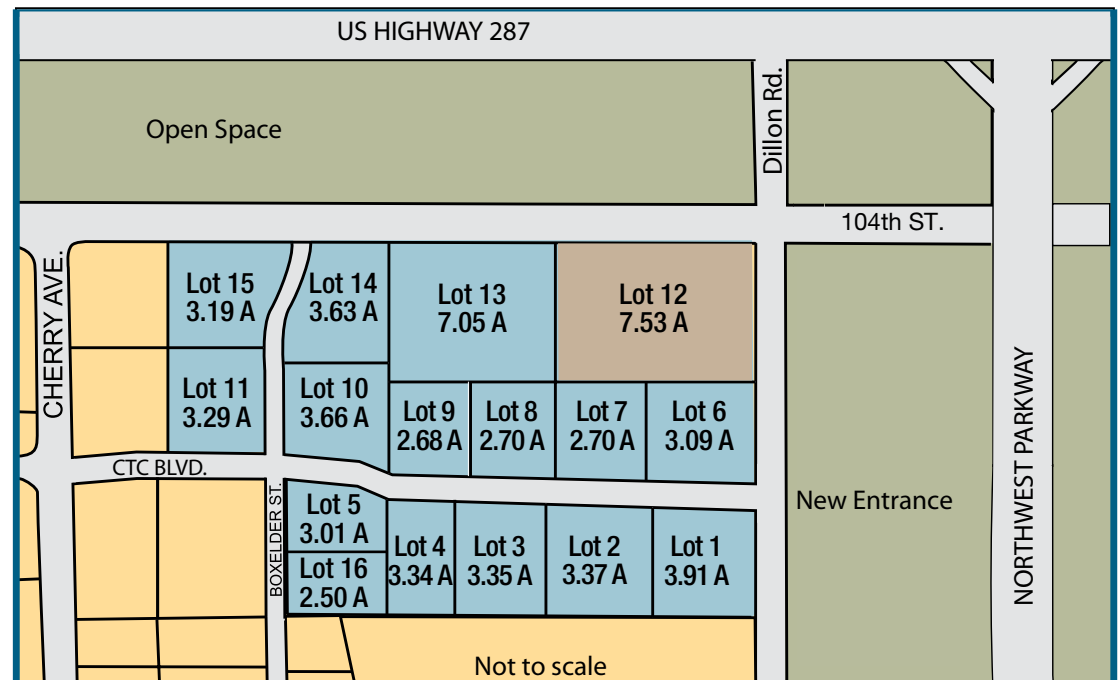 US HIGHWAY 287
Open Space
Dillon Rd.
104th ST.
CHERRY AVE.
Lot 15
3.19 A
Lot 14
3.63 A
Lot 13
7.05 A
Lot 12
7.53 A
Lot 11
3.29 A
Lot 10
3.66 A
Lot 9
2.68 A
Lot 8
2.70 A
Lot 7
2.70 A
Lot 6
3.09 A
NORTHWEST PARKWAY
CTC BLVD.
BOXELDER ST.
Lot 5
3.01 A
Lot 16
2.50 A
Lot 4
3.34 A
Lot 3
3.35 A
Lot 2
3.37 A
Lot 1
3.91 A
New Entrance
Not to scale